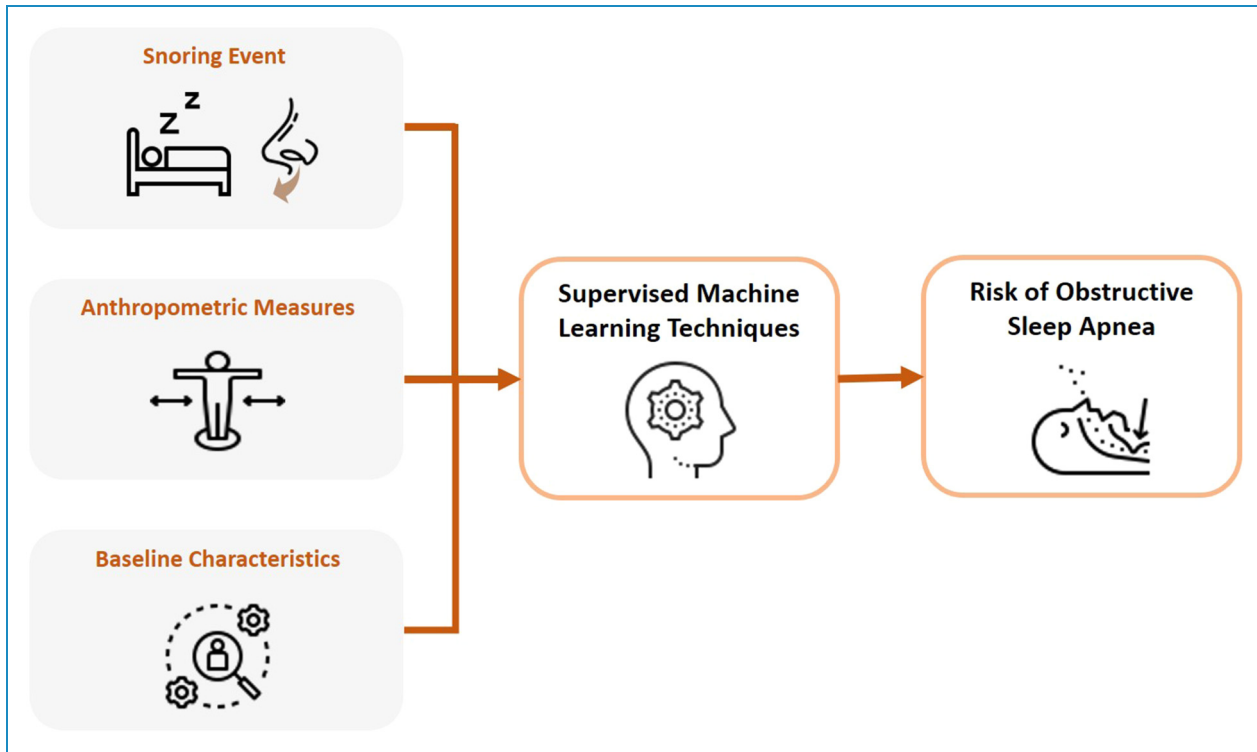 Snoring Event
z
Z
Anthropometric Measures
Baseline Characteristics
Supervised Machine
Learning Techniques
Risk of Obstructive
Sleep Apnea